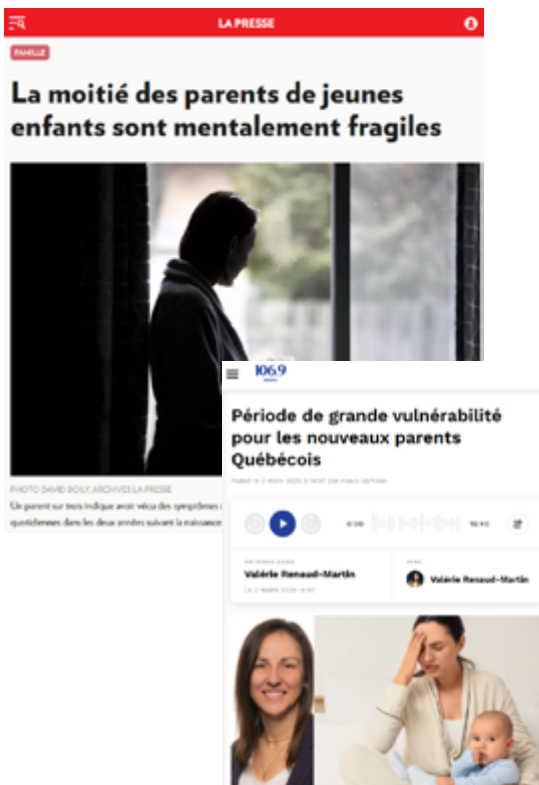 LA PRESSE
FAMILLE
La moitié des parents de jeunes
enfants sont mentalement fragiles
PHOTO DAVID BOILY, ARCHIVES LA PRESSE
Un parent sur trois indique avoir vécu des symptômes
quotidiennes dans les deux années suivant la naissance
106.9
Période de grande vulnérabilité
pour les nouveaux parents
Québécois
0:00
Valérie Renaud-Martin
Valérie Renaud-Martin